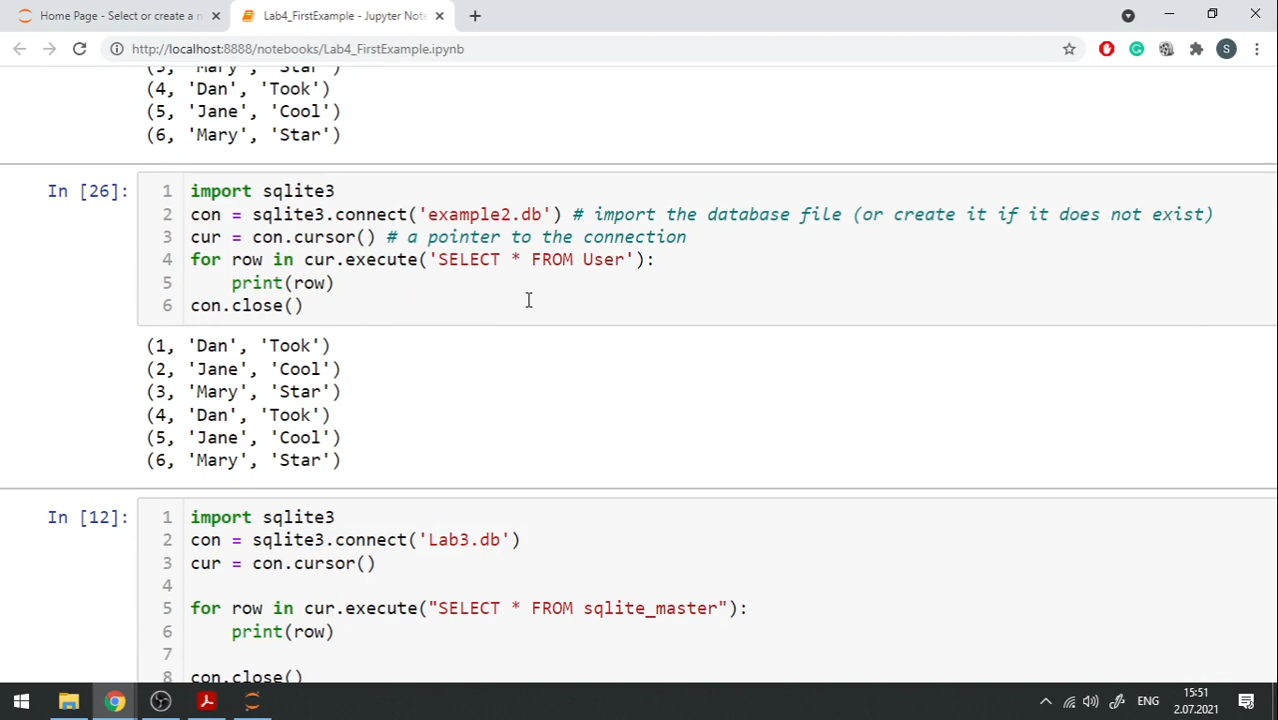 Home Page - Select or create a n
Lab4_FirstExample - Jupyter Note
http://localhost:8888/notebooks/Lab4_FirstExample.ipynb
S
(3, 'Mary', 'Star')
(4, 'Dan', 'Took')
(5, 'Jane', 'Cool')
(6, 'Mary', 'Star')
In [26]:
1 import sqlite3
2 con = sqlite3.connect('example2.db') # import the database file (or create it if it does not exist)
3 cur = con.cursor() # a pointer to the connection
4 for row in cur.execute('SELECT * FROM User'):
5     print(row)
6 con.close()
(1, 'Dan', 'Took')
(2, 'Jane', 'Cool')
(3, 'Mary', 'Star')
(4, 'Dan', 'Took')
(5, 'Jane', 'Cool')
(6, 'Mary', 'Star')
In [12]:
1 import sqlite3
2 con = sqlite3.connect('Lab3.db')
3 cur = con.cursor()
4
5 for row in cur.execute("SELECT * FROM sqlite_master"):
6     print(row)
7
8 con.close()
ENG
15:51
2.07.2021